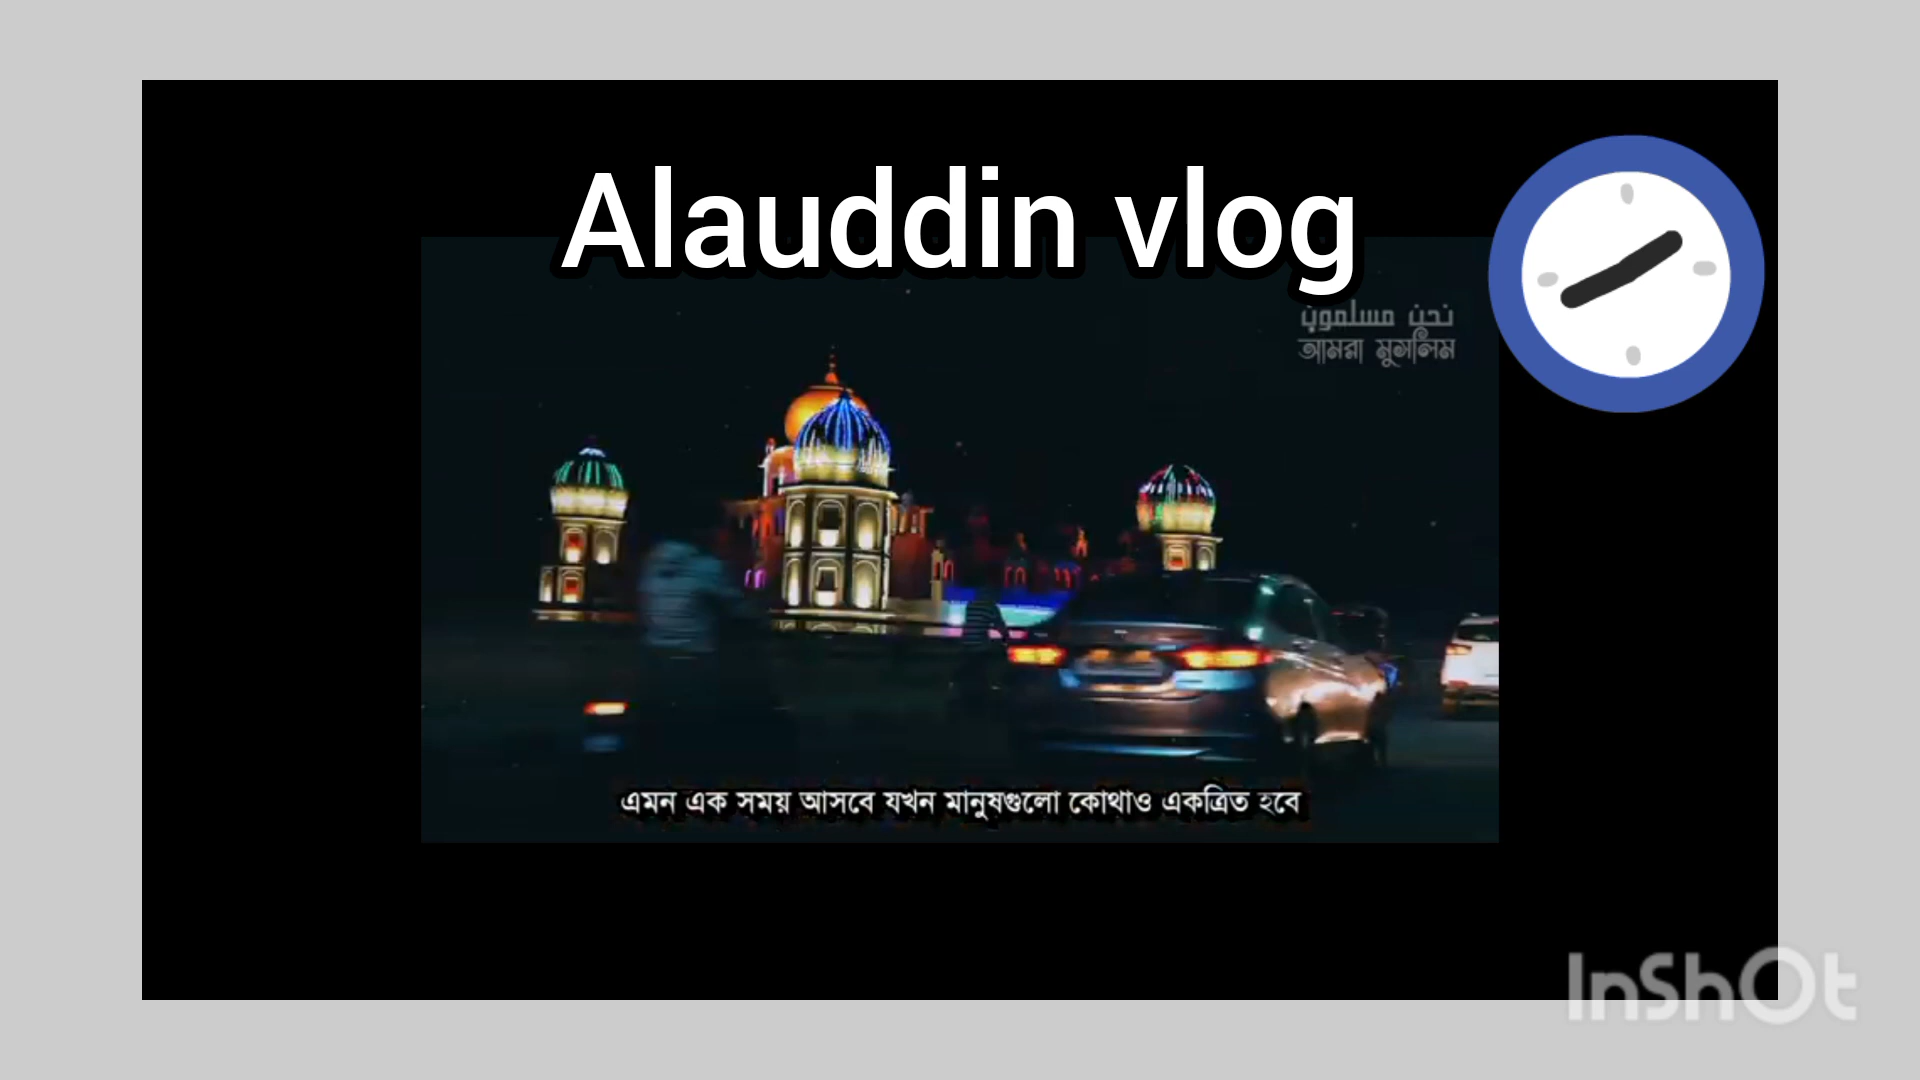 Alauddin vlog
نحن مسلمون
আমরা মুসলিম
এমন এক সময় আসবে যখন মানুষগুলো কোথাও একত্রিত হবে
InShOt